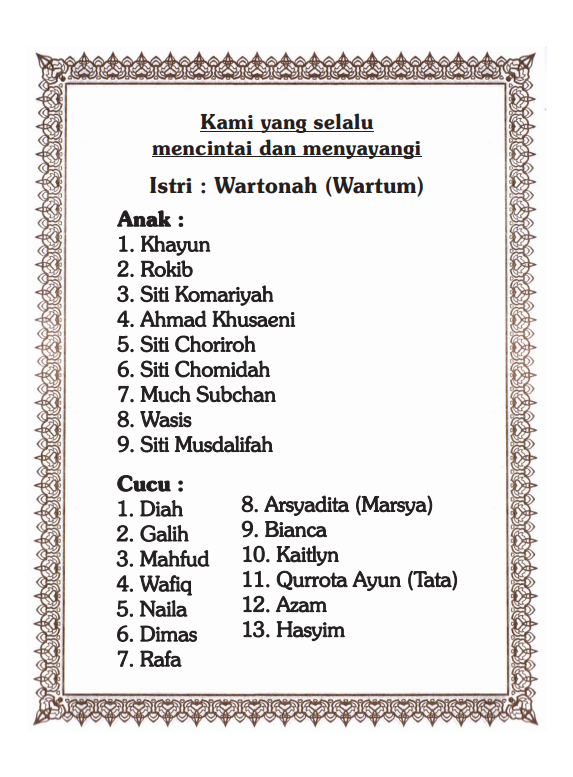 Kami yang selalu
mencintai dan menyayangi
Istri : Wartonah (Wartum)
Anak :
1. Khayun
2. Rokib
3. Siti Komariyah
4. Ahmad Khusaeni
5. Siti Choriroh
6. Siti Chomidah
7. Much Subchan
8. Wasis
9. Siti Musdalifah
Cucu :
1. Diah
2. Galih
3. Mahfud
4. Wafiq
5. Naila
6. Dimas
7. Rafa
8. Arsyadita (Marsya)
9. Bianca
10. Kaitlyn
11. Qurrota Ayun (Tata)
12. Azam
13. Hasyim